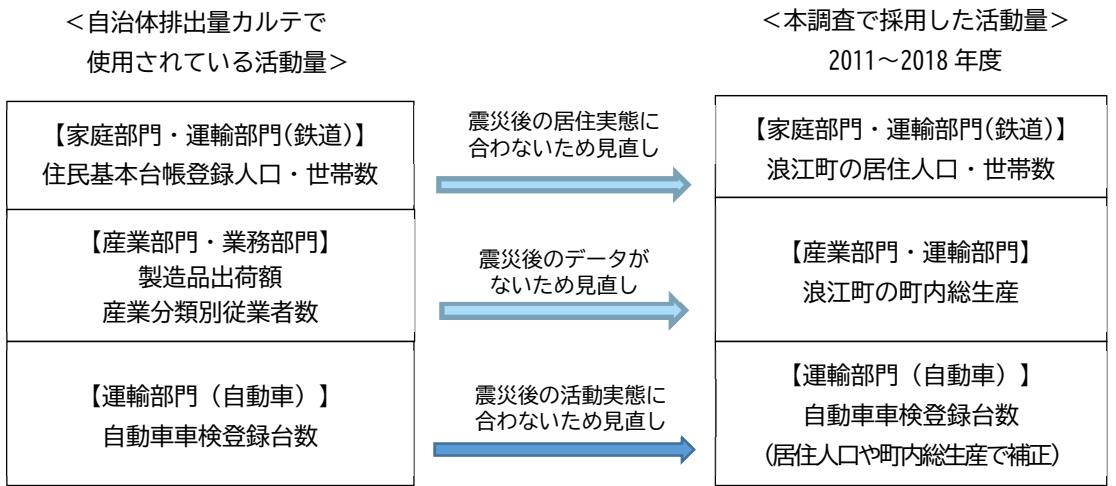 ＜自治体排出量カルテで
使用されている活動量＞
【家庭部門・運輸部門(鉄道)】
住民基本台帳登録人口・世帯数
【産業部門・業務部門】
製造品出荷額
産業分類別従業者数
【運輸部門（自動車）】
自動車車検登録台数
震災後の居住実態に
合わないため見直し
震災後のデータが
ないため見直し
震災後の活動実態に
合わないため見直し
＜本調査で採用した活動量＞
2011～2018 年度
【家庭部門・運輸部門(鉄道)】
浪江町の居住人口・世帯数
【産業部門・運輸部門】
浪江町の町内総生産
【運輸部門（自動車）】
自動車車検登録台数
(居住人口や町内総生産で補正)